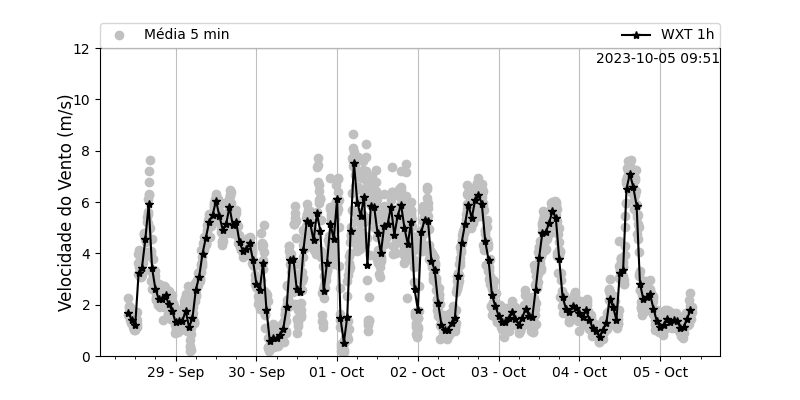 Média 5 min
WXT 1h
2023-10-05 09:51
Velocidade do Vento (m/s)
12
10
8
6
4
2
0
29 - Sep
30 - Sep
01 - Oct
02 - Oct
03 - Oct
04 - Oct
05 - Oct